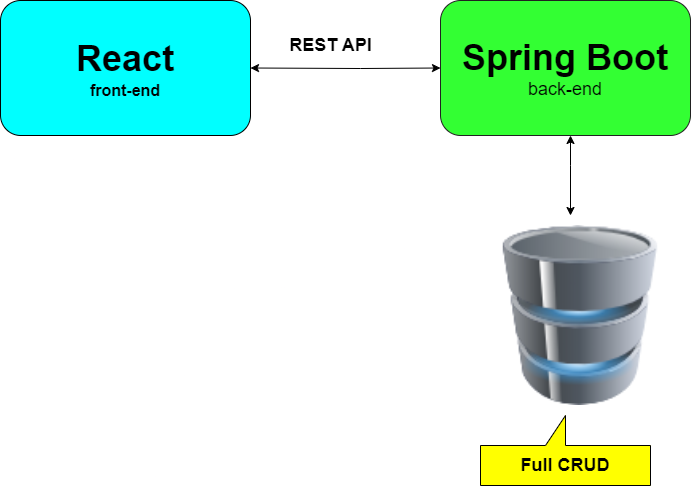 React
front-end
REST API
Spring Boot
back-end
Full CRUD